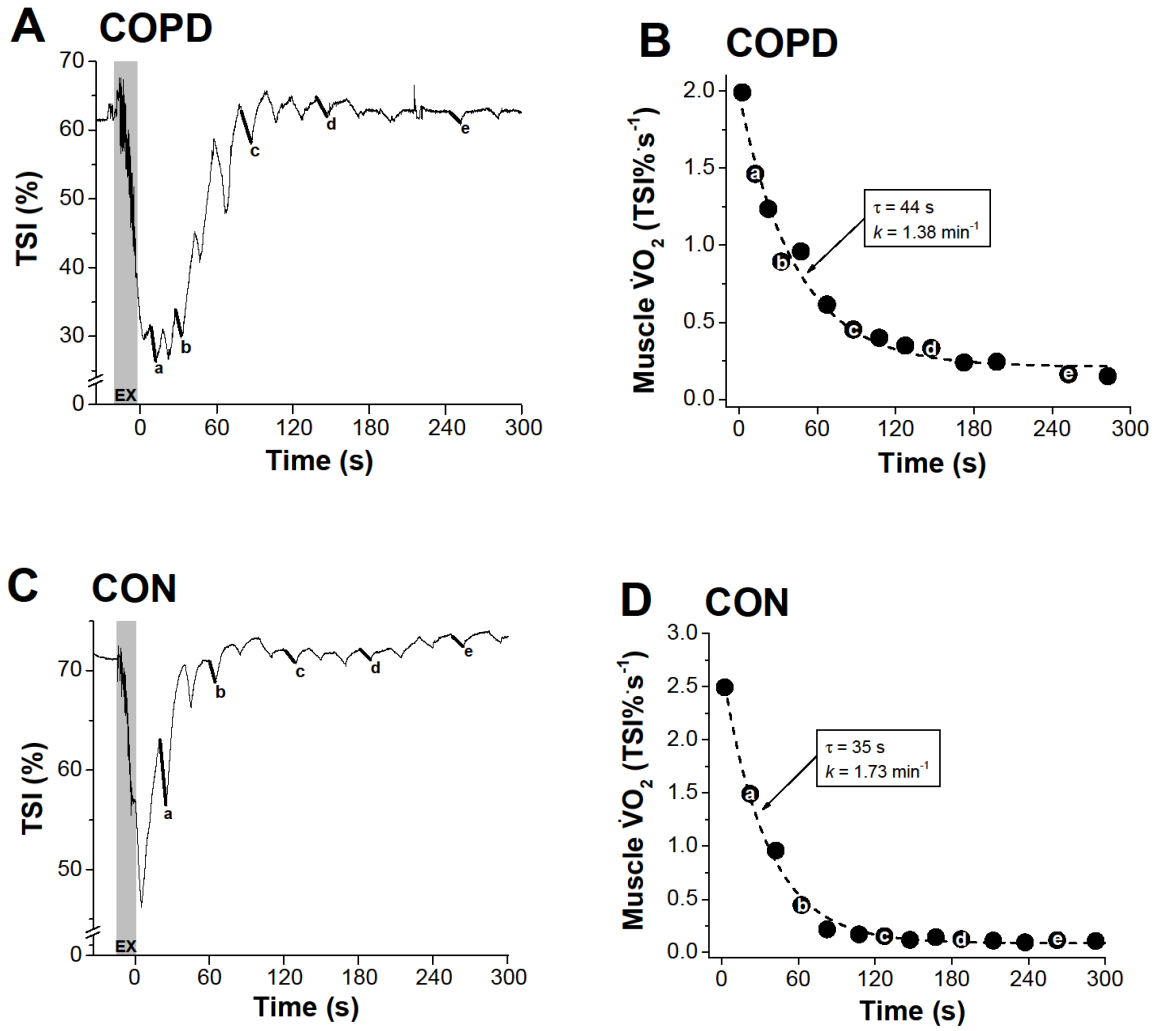 A COPD
TSI (%)
70
60
50
40
30
0
a
b
c
d
e
EX
0 60 120 180 240 300
Time (s)
B COPD
Muscle V̇O₂ (TSI%·s⁻¹)
2.0
1.5
1.0
0.5
0.0
a
b
c
d
e
τ = 44 s
k = 1.38 min⁻¹
0 60 120 180 240 300
Time (s)
C CON
TSI (%)
70
60
50
0
a
b
c
d
e
EX
0 60 120 180 240 300
Time (s)
D CON
Muscle V̇O₂ (TSI%·s⁻¹)
3.0
2.5
2.0
1.5
1.0
0.5
0.0
a
b
c
d
e
τ = 35 s
k = 1.73 min⁻¹
0 60 120 180 240 300
Time (s)